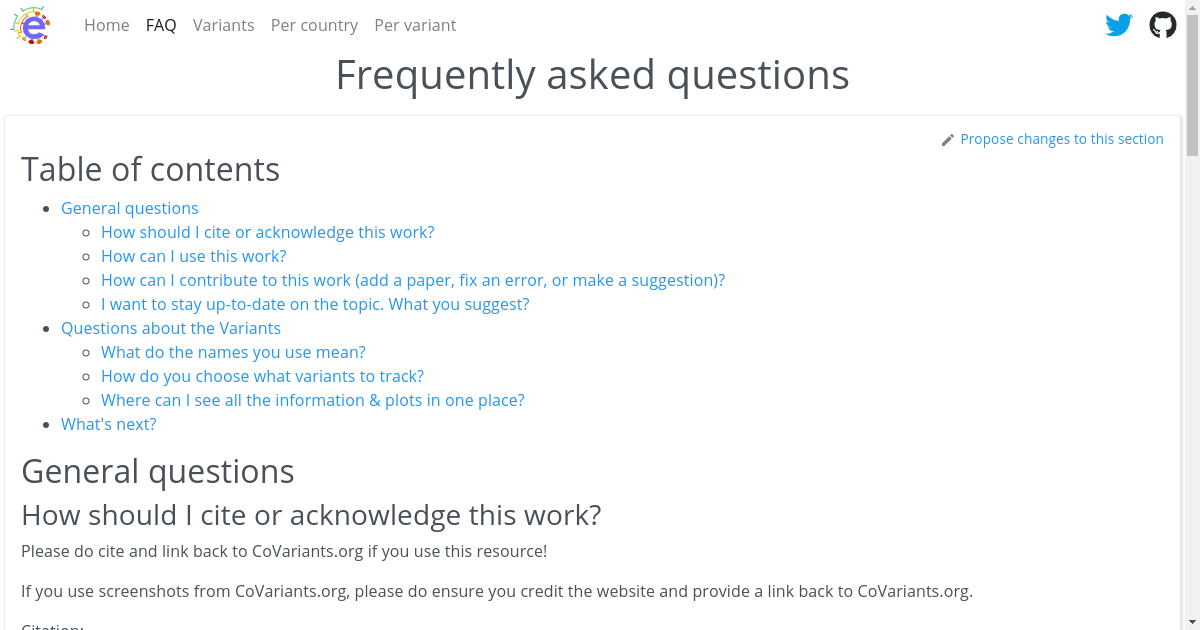 Home FAQ Variants Per country Per variant
Frequently asked questions
Propose changes to this section
Table of contents
General questions
How should I cite or acknowledge this work?
How can I use this work?
How can I contribute to this work (add a paper, fix an error, or make a suggestion)?
I want to stay up-to-date on the topic. What you suggest?
Questions about the Variants
What do the names you use mean?
How do you choose what variants to track?
Where can I see all the information & plots in one place?
What's next?
General questions
How should I cite or acknowledge this work?
Please do cite and link back to CoVariants.org if you use this resource!
If you use screenshots from CoVariants.org, please do ensure you credit the website and provide a link back to CoVariants.org.
Citation: